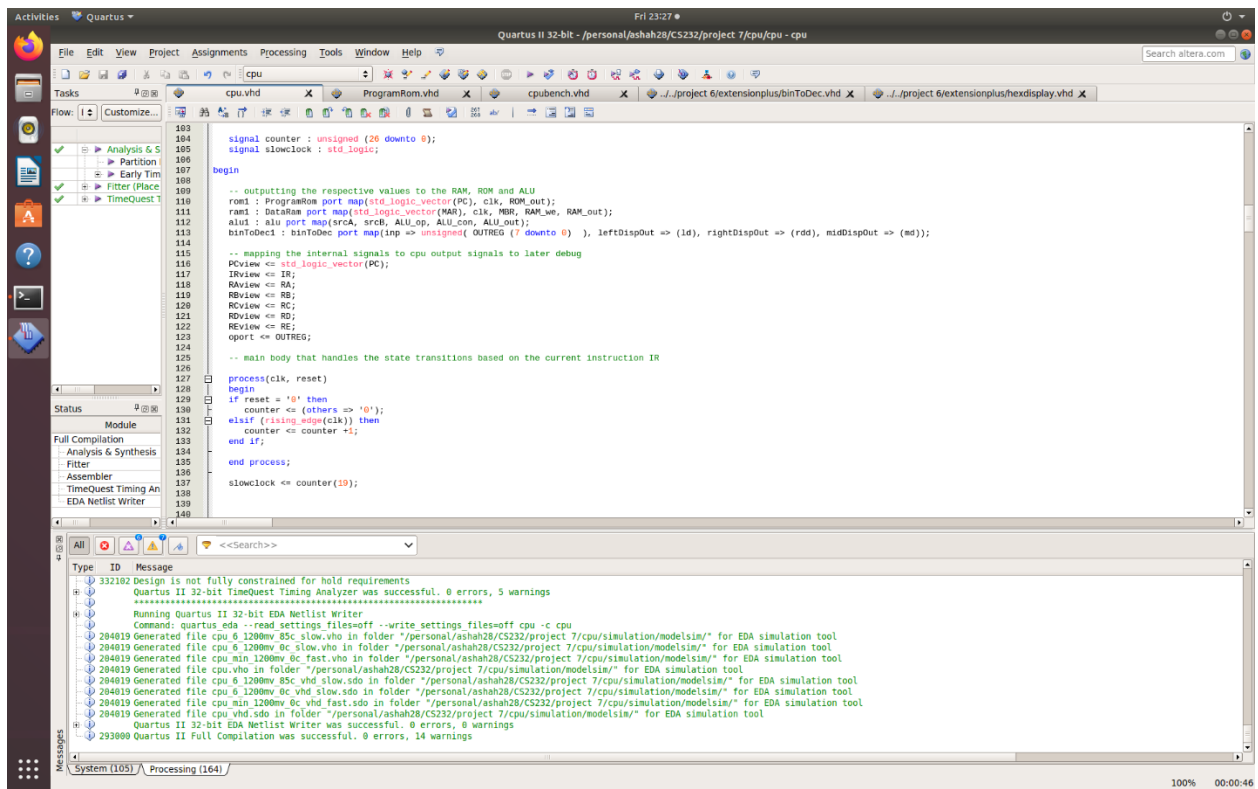 Activities Quartus Fri 23:27
Quartus II 32-bit - /personal/ashah28/CS232/project 7/cpu/cpu - cpu
File Edit View Project Assignments Processing Tools Window Help Search altera.com
cpu
Tasks cpu.vhd ProgramRom.vhd cpubench.vhd ../../project 6/extensionplus/binToDec.vhd ../../project 6/extensionplus/hexdisplay.vhd
Flow: Customize...
Analysis & S
Partition
Early Tim
Fitter (Place
TimeQuest T
103
104 signal counter : unsigned (26 downto 0);
105 signal slowclock : std_logic;
106
107 begin
108
109 -- outputting the respective values to the RAM, ROM and ALU
110 rom1 : ProgramRom port map(std_logic_vector(PC), clk, ROM_out);
111 ram1 : DataRam port map(std_logic_vector(MAR), clk, MBR, RAM_we, RAM_out);
112 alu1 : alu port map(srcA, srcB, ALU_op, ALU_con, ALU_out);
113 binToDec1 : binToDec port map(inp => unsigned( OUTREG (7 downto 0) ), leftDispOut => (ld), rightDispOut => (rdd), midDispOut => (md));
114
115 -- mapping the internal signals to cpu output signals to later debug
116 PCview <= std_logic_vector(PC);
117 IRview <= IR;
118 RAview <= RA;
119 RBview <= RB;
120 RCview <= RC;
121 RDview <= RD;
122 REview <= RE;
123 oport <= OUTREG;
124
125 -- main body that handles the state transitions based on the current instruction IR
126
127 process(clk, reset)
128 begin
129 if reset = '0' then
130 counter <= (others => '0');
131 elsif (rising_edge(clk)) then
132 counter <= counter +1;
133 end if;
134
135 end process;
136
137 slowclock <= counter(19);
138
139
140
Status
Module
Full Compilation
Analysis & Synthesis
Fitter
Assembler
TimeQuest Timing An
EDA Netlist Writer
All <<Search>>
Type ID Message
332102 Design is not fully constrained for hold requirements
Quartus II 32-bit TimeQuest Timing Analyzer was successful. 0 errors, 5 warnings
*******************************************************************
Running Quartus II 32-bit EDA Netlist Writer
Command: quartus_eda --read_settings_files=off --write_settings_files=off cpu -c cpu
204019 Generated file cpu_6_1200mv_85c_slow.vho in folder "/personal/ashah28/CS232/project 7/cpu/simulation/modelsim/" for EDA simulation tool
204019 Generated file cpu_6_1200mv_0c_slow.vho in folder "/personal/ashah28/CS232/project 7/cpu/simulation/modelsim/" for EDA simulation tool
204019 Generated file cpu_min_1200mv_0c_fast.vho in folder "/personal/ashah28/CS232/project 7/cpu/simulation/modelsim/" for EDA simulation tool
204019 Generated file cpu.vho in folder "/personal/ashah28/CS232/project 7/cpu/simulation/modelsim/" for EDA simulation tool
204019 Generated file cpu_6_1200mv_85c_vhd_slow.sdo in folder "/personal/ashah28/CS232/project 7/cpu/simulation/modelsim/" for EDA simulation tool
204019 Generated file cpu_6_1200mv_0c_vhd_slow.sdo in folder "/personal/ashah28/CS232/project 7/cpu/simulation/modelsim/" for EDA simulation tool
204019 Generated file cpu_min_1200mv_0c_vhd_fast.sdo in folder "/personal/ashah28/CS232/project 7/cpu/simulation/modelsim/" for EDA simulation tool
204019 Generated file cpu_vhd.sdo in folder "/personal/ashah28/CS232/project 7/cpu/simulation/modelsim/" for EDA simulation tool
Quartus II 32-bit EDA Netlist Writer was successful. 0 errors, 0 warnings
293000 Quartus II Full Compilation was successful. 0 errors, 14 warnings
Messages
System (105) Processing (164)
100% 00:00:46